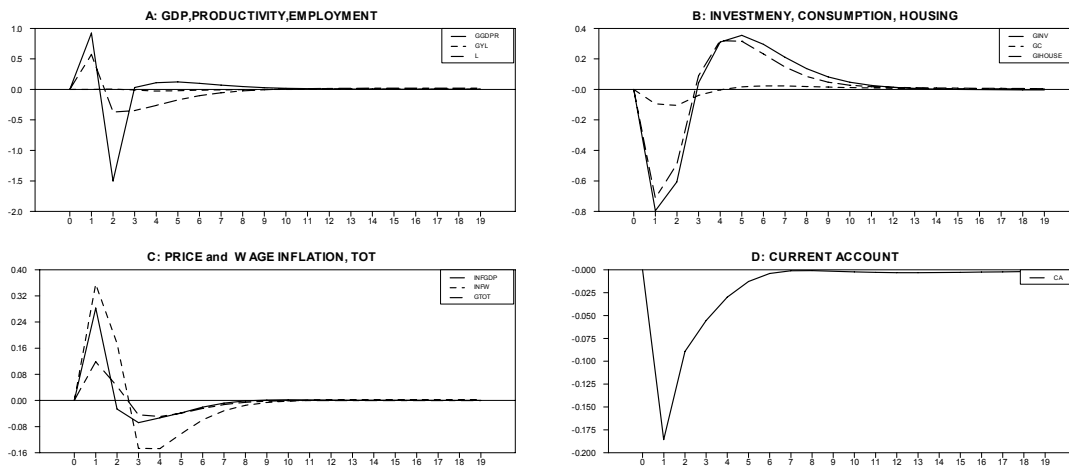 A: GDP,PRODUCTIVITY,EMPLOYMENT
GGDPR
GYL
L
1.0
0.5
0.0
-0.5
-1.0
-1.5
-2.0
0 1 2 3 4 5 6 7 8 9 10 11 12 13 14 15 16 17 18 19
B: INVESTMENY, CONSUMPTION, HOUSING
GINV
GC
GIHOUSE
0.4
0.2
0.0
-0.2
-0.4
-0.6
-0.8
0 1 2 3 4 5 6 7 8 9 10 11 12 13 14 15 16 17 18 19
C: PRICE and WAGE INFLATION, TOT
INFGDP
INFW
GTOT
0.40
0.32
0.24
0.16
0.08
0.00
-0.08
-0.16
0 1 2 3 4 5 6 7 8 9 10 11 12 13 14 15 16 17 18 19
D: CURRENT ACCOUNT
CA
-0.000
-0.025
-0.050
-0.075
-0.100
-0.125
-0.150
-0.175
-0.200
0 1 2 3 4 5 6 7 8 9 10 11 12 13 14 15 16 17 18 19